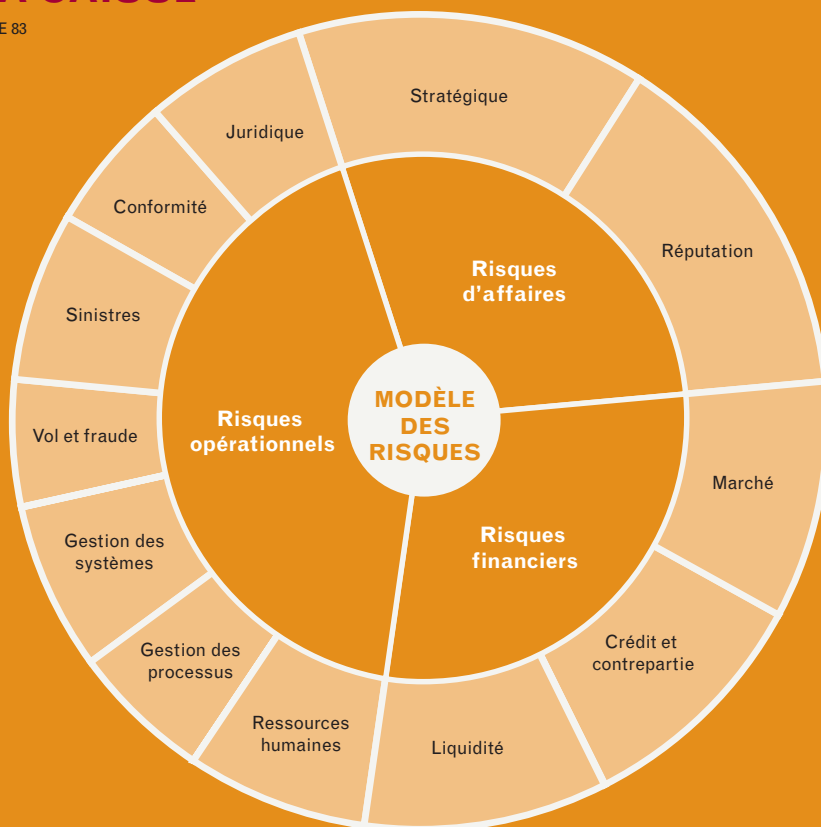 E 83
Stratégique
Juridique
Conformité
Réputation
Risques
d'affaires
Sinistres
MODÈLE
DES
RISQUES
Risques
opérationnels
Vol et fraude
Marché
Gestion des
systèmes
Risques
financiers
Crédit et
contrepartie
Gestion des
processus
Ressources
humaines
Liquidité